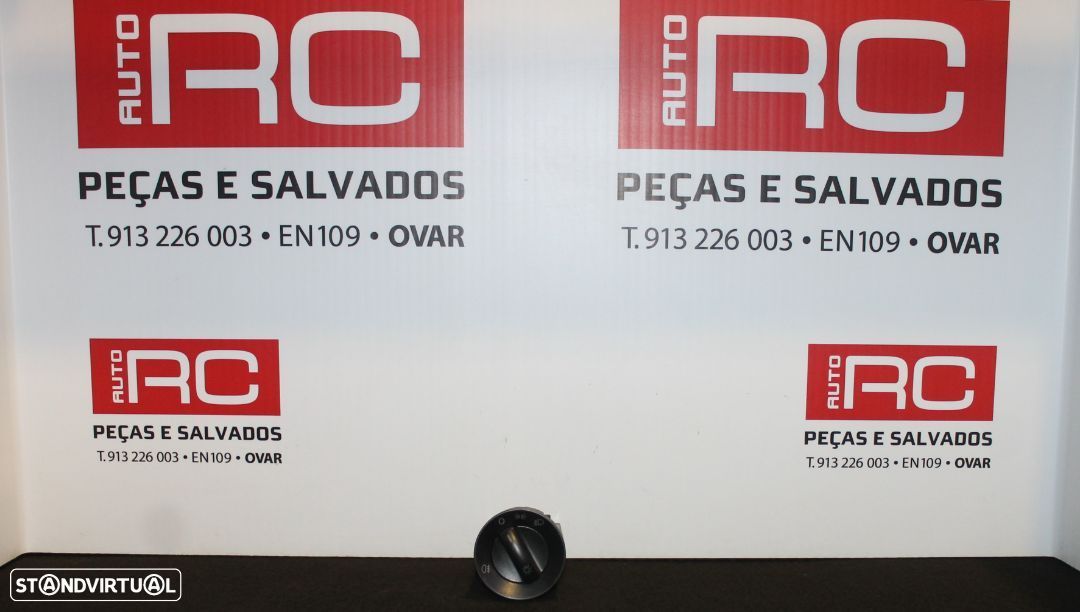 AUTO RC
PEÇAS E SALVADOS
T. 913 226 003 • EN109 • OVAR
AUTO RC
PEÇAS E SALVADOS
T. 913 226 003 • EN109 • OVAR
AUTO RC
PEÇAS E SALVADOS
T. 913 226 003 • EN109 • OVAR
AUTO RC
PEÇAS E SALVADOS
T. 913 226 003 • EN109 • OVAR
STANDVIRTUAL